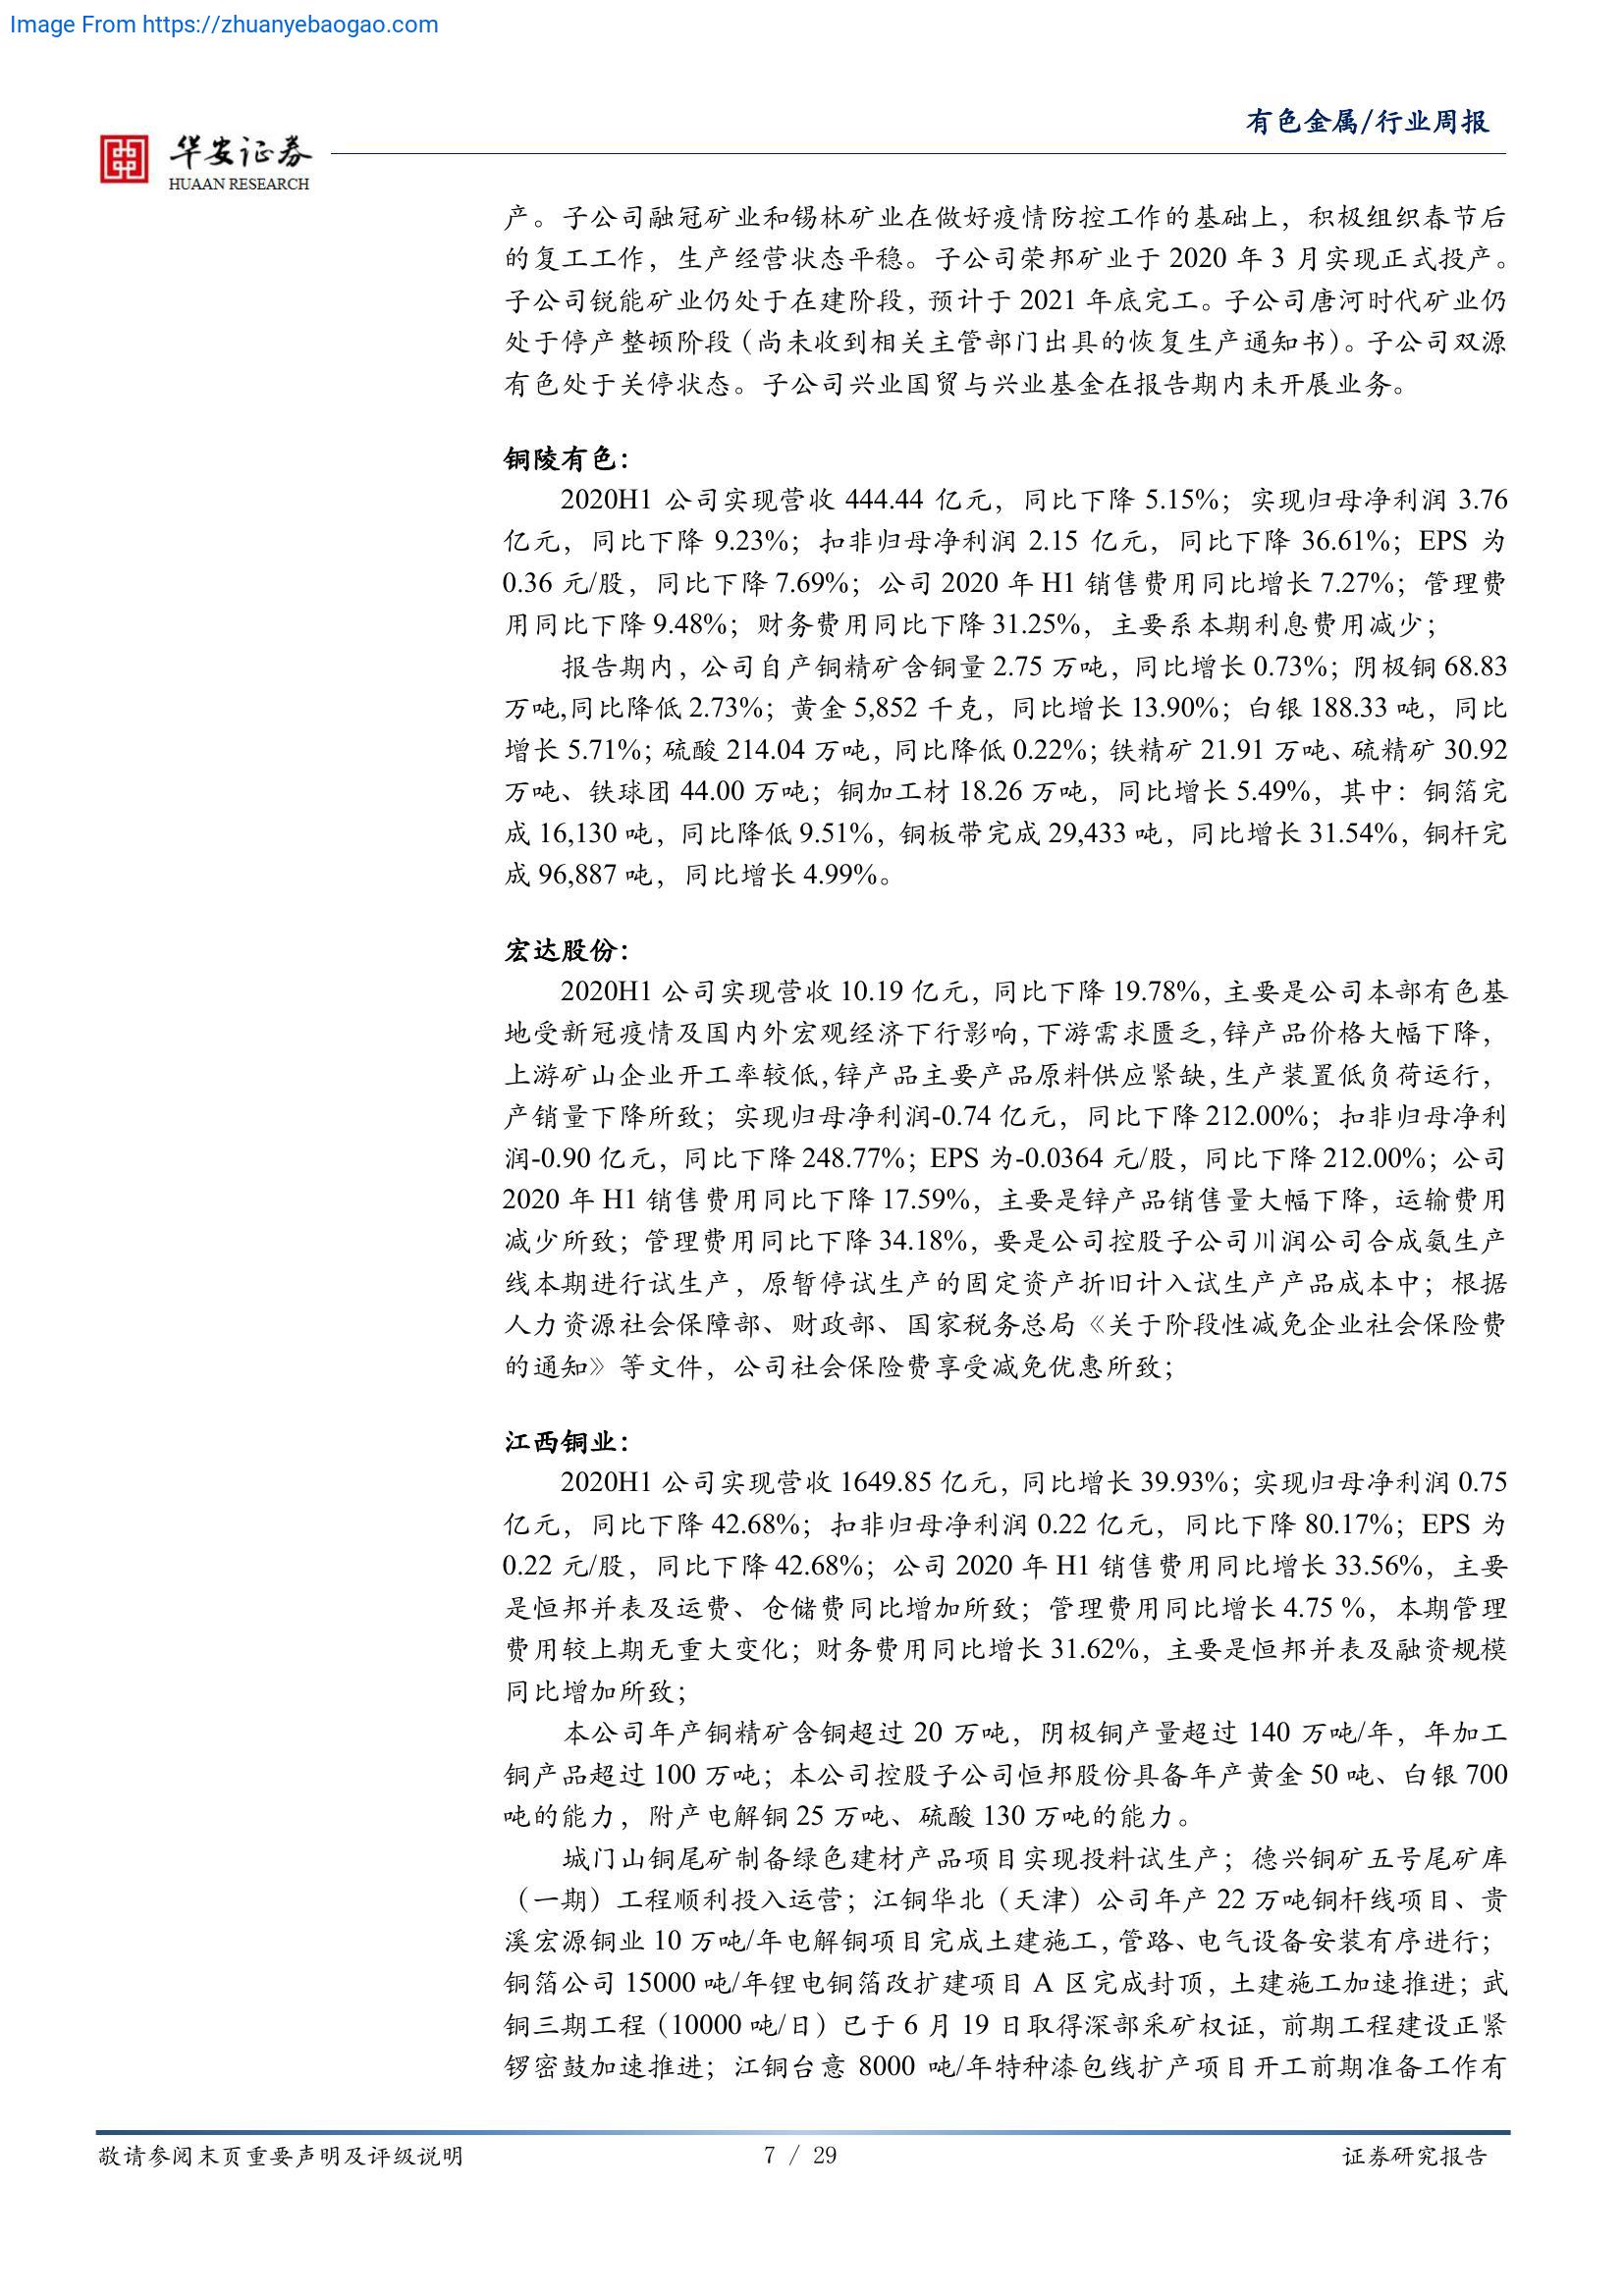 Image From https://zhuanyebaogao.com
有色金属/行业周报
华安证券
HUAAN RESEARCH
产。子公司融冠矿业和锡林矿业在做好疫情防控工作的基础上，积极组织春节后
的复工工作，生产经营状态平稳。子公司荣邦矿业于 2020 年 3 月实现正式投产。
子公司锐能矿业仍处于在建阶段，预计于 2021 年底完工。子公司唐河时代矿业仍
处于停产整顿阶段（尚未收到相关主管部门出具的恢复生产通知书）。子公司双源
有色处于关停状态。子公司兴业国贸与兴业基金在报告期内未开展业务。
铜陵有色：
2020H1 公司实现营收 444.44 亿元，同比下降 5.15%；实现归母净利润 3.76
亿元，同比下降 9.23%；扣非归母净利润 2.15 亿元，同比下降 36.61%；EPS 为
0.36 元/股，同比下降 7.69%；公司 2020 年 H1 销售费用同比增长 7.27%；管理费
用同比下降 9.48%；财务费用同比下降 31.25%，主要系本期利息费用减少；
报告期内，公司自产铜精矿含铜量 2.75 万吨，同比增长 0.73%；阴极铜 68.83
万吨,同比降低 2.73%；黄金 5,852 千克，同比增长 13.90%；白银 188.33 吨，同比
增长 5.71%；硫酸 214.04 万吨，同比降低 0.22%；铁精矿 21.91 万吨、硫精矿 30.92
万吨、铁球团 44.00 万吨；铜加工材 18.26 万吨，同比增长 5.49%，其中：铜箔完
成 16,130 吨，同比降低 9.51%，铜板带完成 29,433 吨，同比增长 31.54%，铜杆完
成 96,887 吨，同比增长 4.99%。
宏达股份：
2020H1 公司实现营收 10.19 亿元，同比下降 19.78%，主要是公司本部有色基
地受新冠疫情及国内外宏观经济下行影响,下游需求匮乏,锌产品价格大幅下降，
上游矿山企业开工率较低,锌产品主要产品原料供应紧缺,生产装置低负荷运行，
产销量下降所致；实现归母净利润-0.74 亿元，同比下降 212.00%；扣非归母净利
润-0.90 亿元，同比下降 248.77%；EPS 为-0.0364 元/股，同比下降 212.00%；公司
2020 年 H1 销售费用同比下降 17.59%，主要是锌产品销售量大幅下降，运输费用
减少所致；管理费用同比下降 34.18%，要是公司控股子公司川润公司合成氨生产
线本期进行试生产，原暂停试生产的固定资产折旧计入试生产产品成本中；根据
人力资源社会保障部、财政部、国家税务总局《关于阶段性减免企业社会保险费
的通知》等文件，公司社会保险费享受减免优惠所致；
江西铜业：
2020H1 公司实现营收 1649.85 亿元，同比增长 39.93%；实现归母净利润 0.75
亿元，同比下降 42.68%；扣非归母净利润 0.22 亿元，同比下降 80.17%；EPS 为
0.22 元/股，同比下降 42.68%；公司 2020 年 H1 销售费用同比增长 33.56%，主要
是恒邦并表及运费、仓储费同比增加所致；管理费用同比增长 4.75 %，本期管理
费用较上期无重大变化；财务费用同比增长 31.62%，主要是恒邦并表及融资规模
同比增加所致；
本公司年产铜精矿含铜超过 20 万吨，阴极铜产量超过 140 万吨/年，年加工
铜产品超过 100 万吨；本公司控股子公司恒邦股份具备年产黄金 50 吨、白银 700
吨的能力，附产电解铜 25 万吨、硫酸 130 万吨的能力。
城门山铜尾矿制备绿色建材产品项目实现投料试生产；德兴铜矿五号尾矿库
（一期）工程顺利投入运营；江铜华北（天津）公司年产 22 万吨铜杆线项目、贵
溪宏源铜业 10 万吨/年电解铜项目完成土建施工，管路、电气设备安装有序进行；
铜箔公司 15000 吨/年锂电铜箔改扩建项目 A 区完成封顶，土建施工加速推进；武
铜三期工程（10000 吨/日）已于 6 月 19 日取得深部采矿权证，前期工程建设正紧
锣密鼓加速推进；江铜台意 8000 吨/年特种漆包线扩产项目开工前期准备工作有
敬请参阅末页重要声明及评级说明
7 / 29
证券研究报告